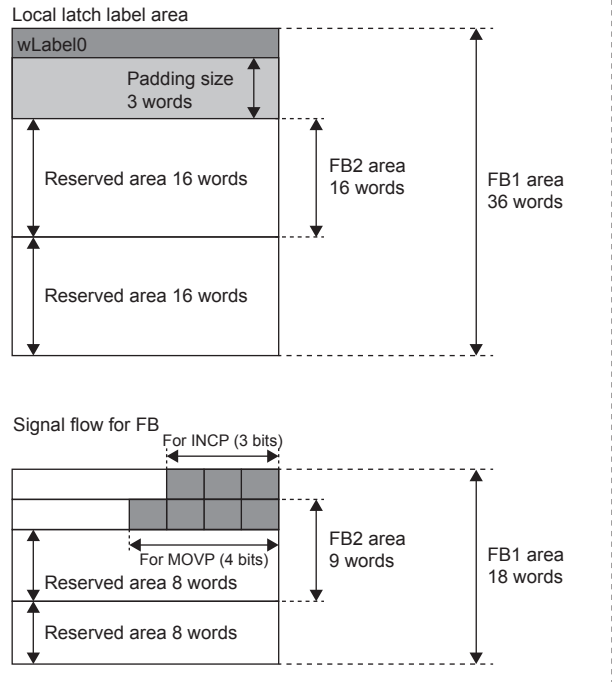 Local latch label area
wLabel0
Padding size
3 words
Reserved area 16 words
FB2 area
16 words
FB1 area
36 words
Reserved area 16 words
Signal flow for FB
For INCP (3 bits)
For MOVP (4 bits)
FB2 area
9 words
FB1 area
18 words
Reserved area 8 words
Reserved area 8 words